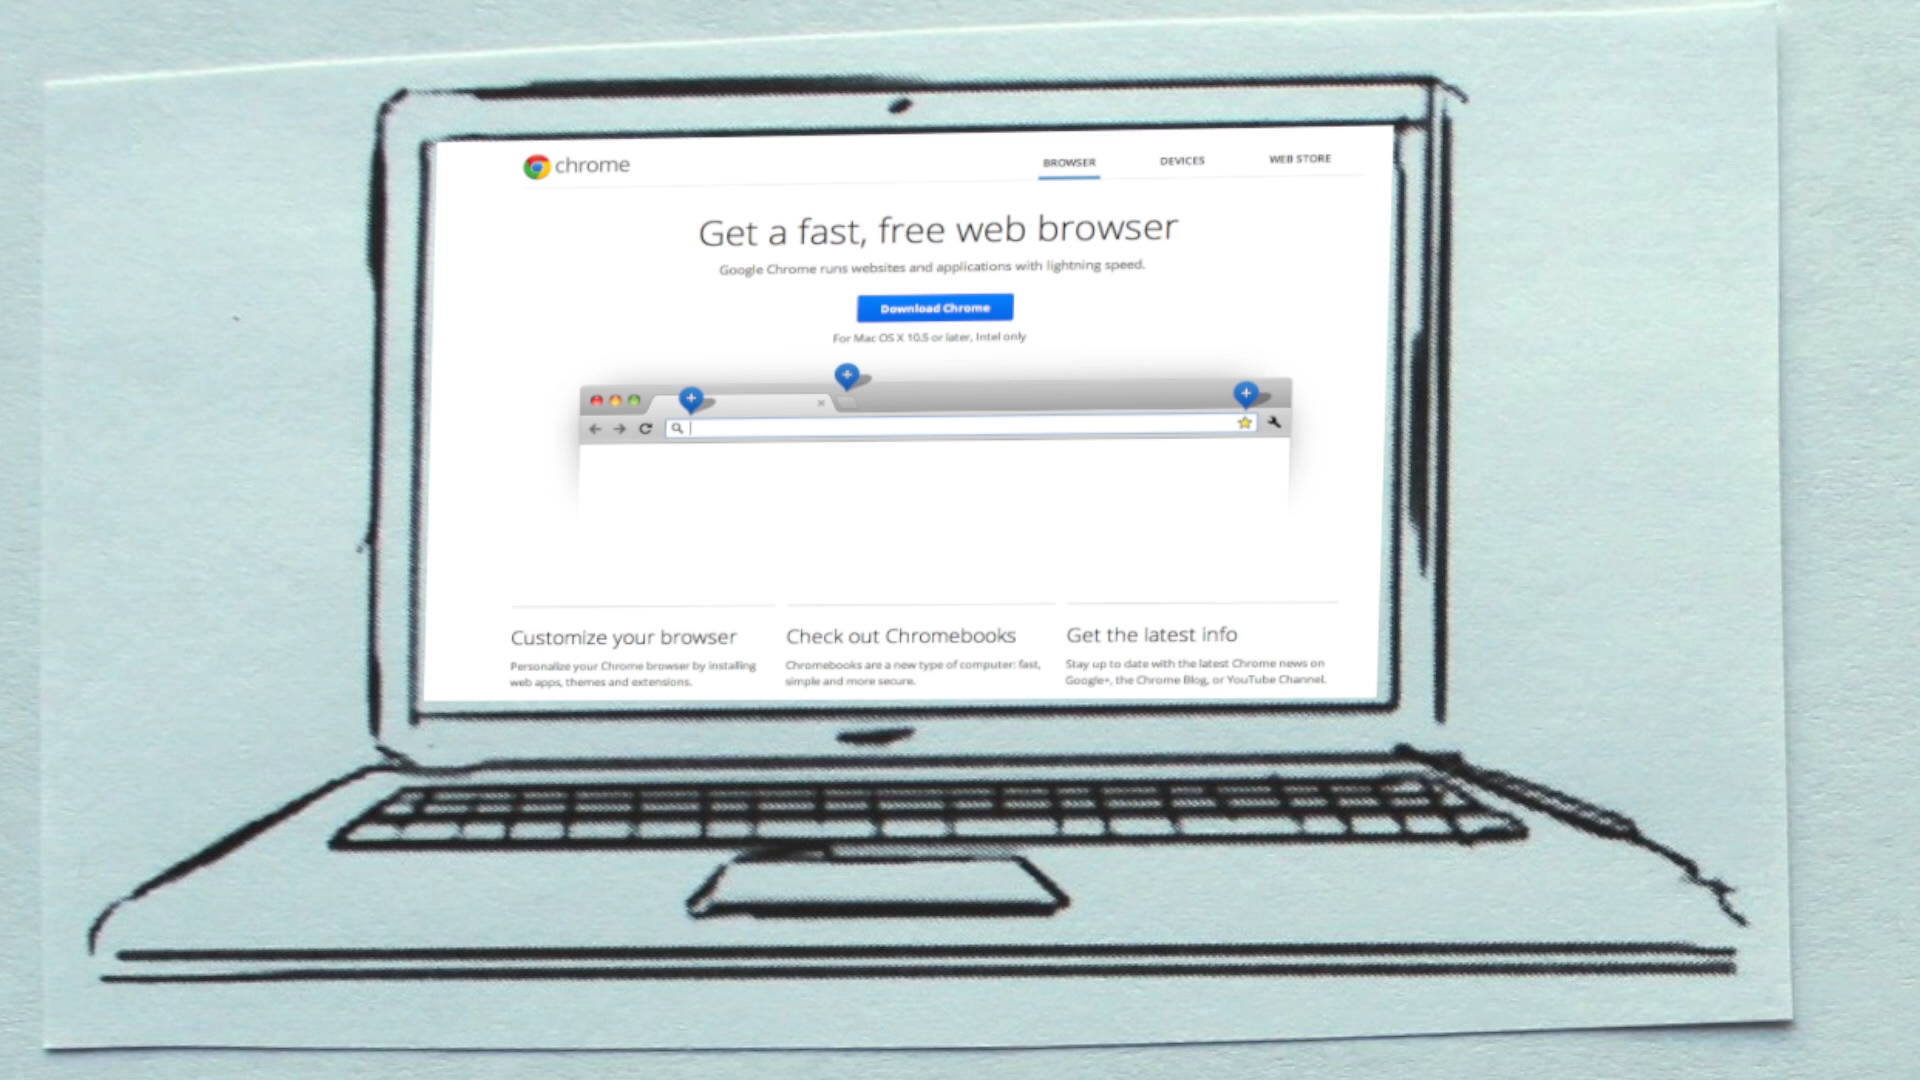 chrome
BROWSER DEVICES WEB STORE
Get a fast, free web browser
Google Chrome runs websites and applications with lightning speed.
Download Chrome
For Mac OS X 10.5 or later, Intel only
Customize your browser
Personalize your Chrome browser by installing
web apps, themes and extensions.
Check out Chromebooks
Chromebooks are a new type of computer: fast,
simple and more secure.
Get the latest info
Stay up to date with the latest Chrome news on
Google+, the Chrome Blog, or YouTube Channel.